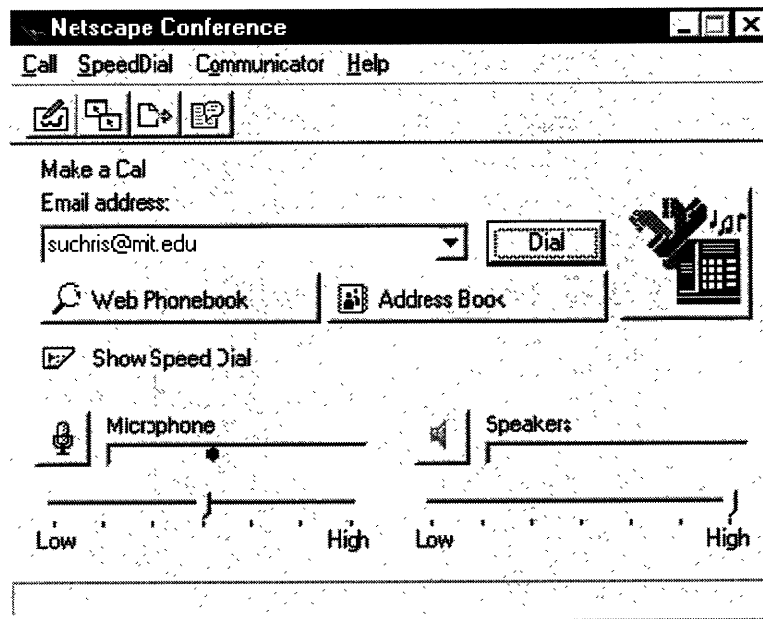 Netscape Conference
Call SpeedDial Communicator Help
Make a Cal
Email address:
suchris@mit.edu Dial
Web Phonebook Address Book
Show Speed Dial
Microphone Speakers
Low High Low High